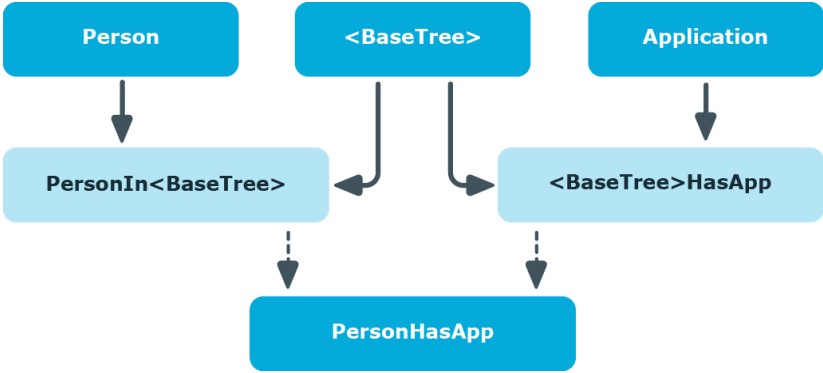 Person
<BaseTree>
Application
PersonIn<BaseTree>
<BaseTree>HasApp
PersonHasApp